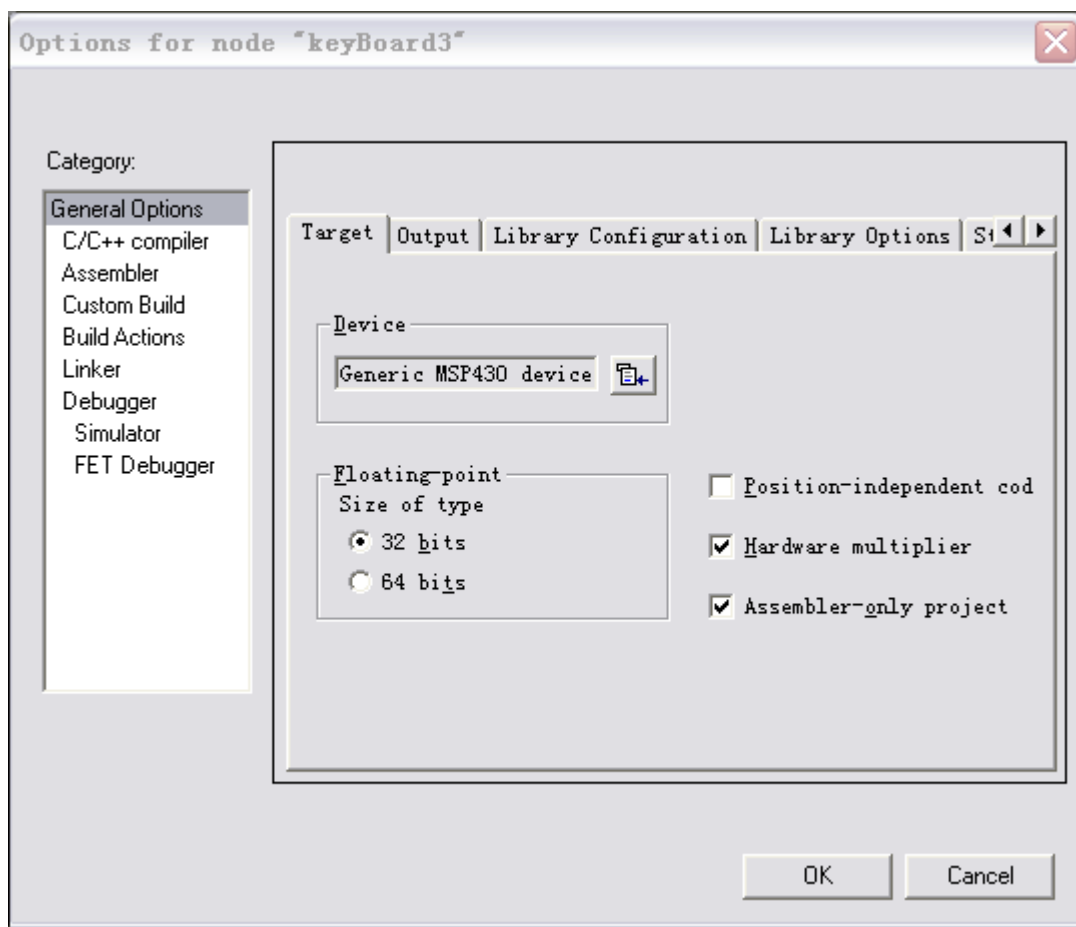 Options for node "keyBoard3"
Category:
General Options
C/C++ compiler
Assembler
Custom Build
Build Actions
Linker
Debugger
Simulator
FET Debugger
Target Output Library Configuration Library Options St
Device
Generic MSP430 device
Floating-point
Size of type
32 bits
64 bits
Position-independent cod
Hardware multiplier
Assembler-only project
OK Cancel